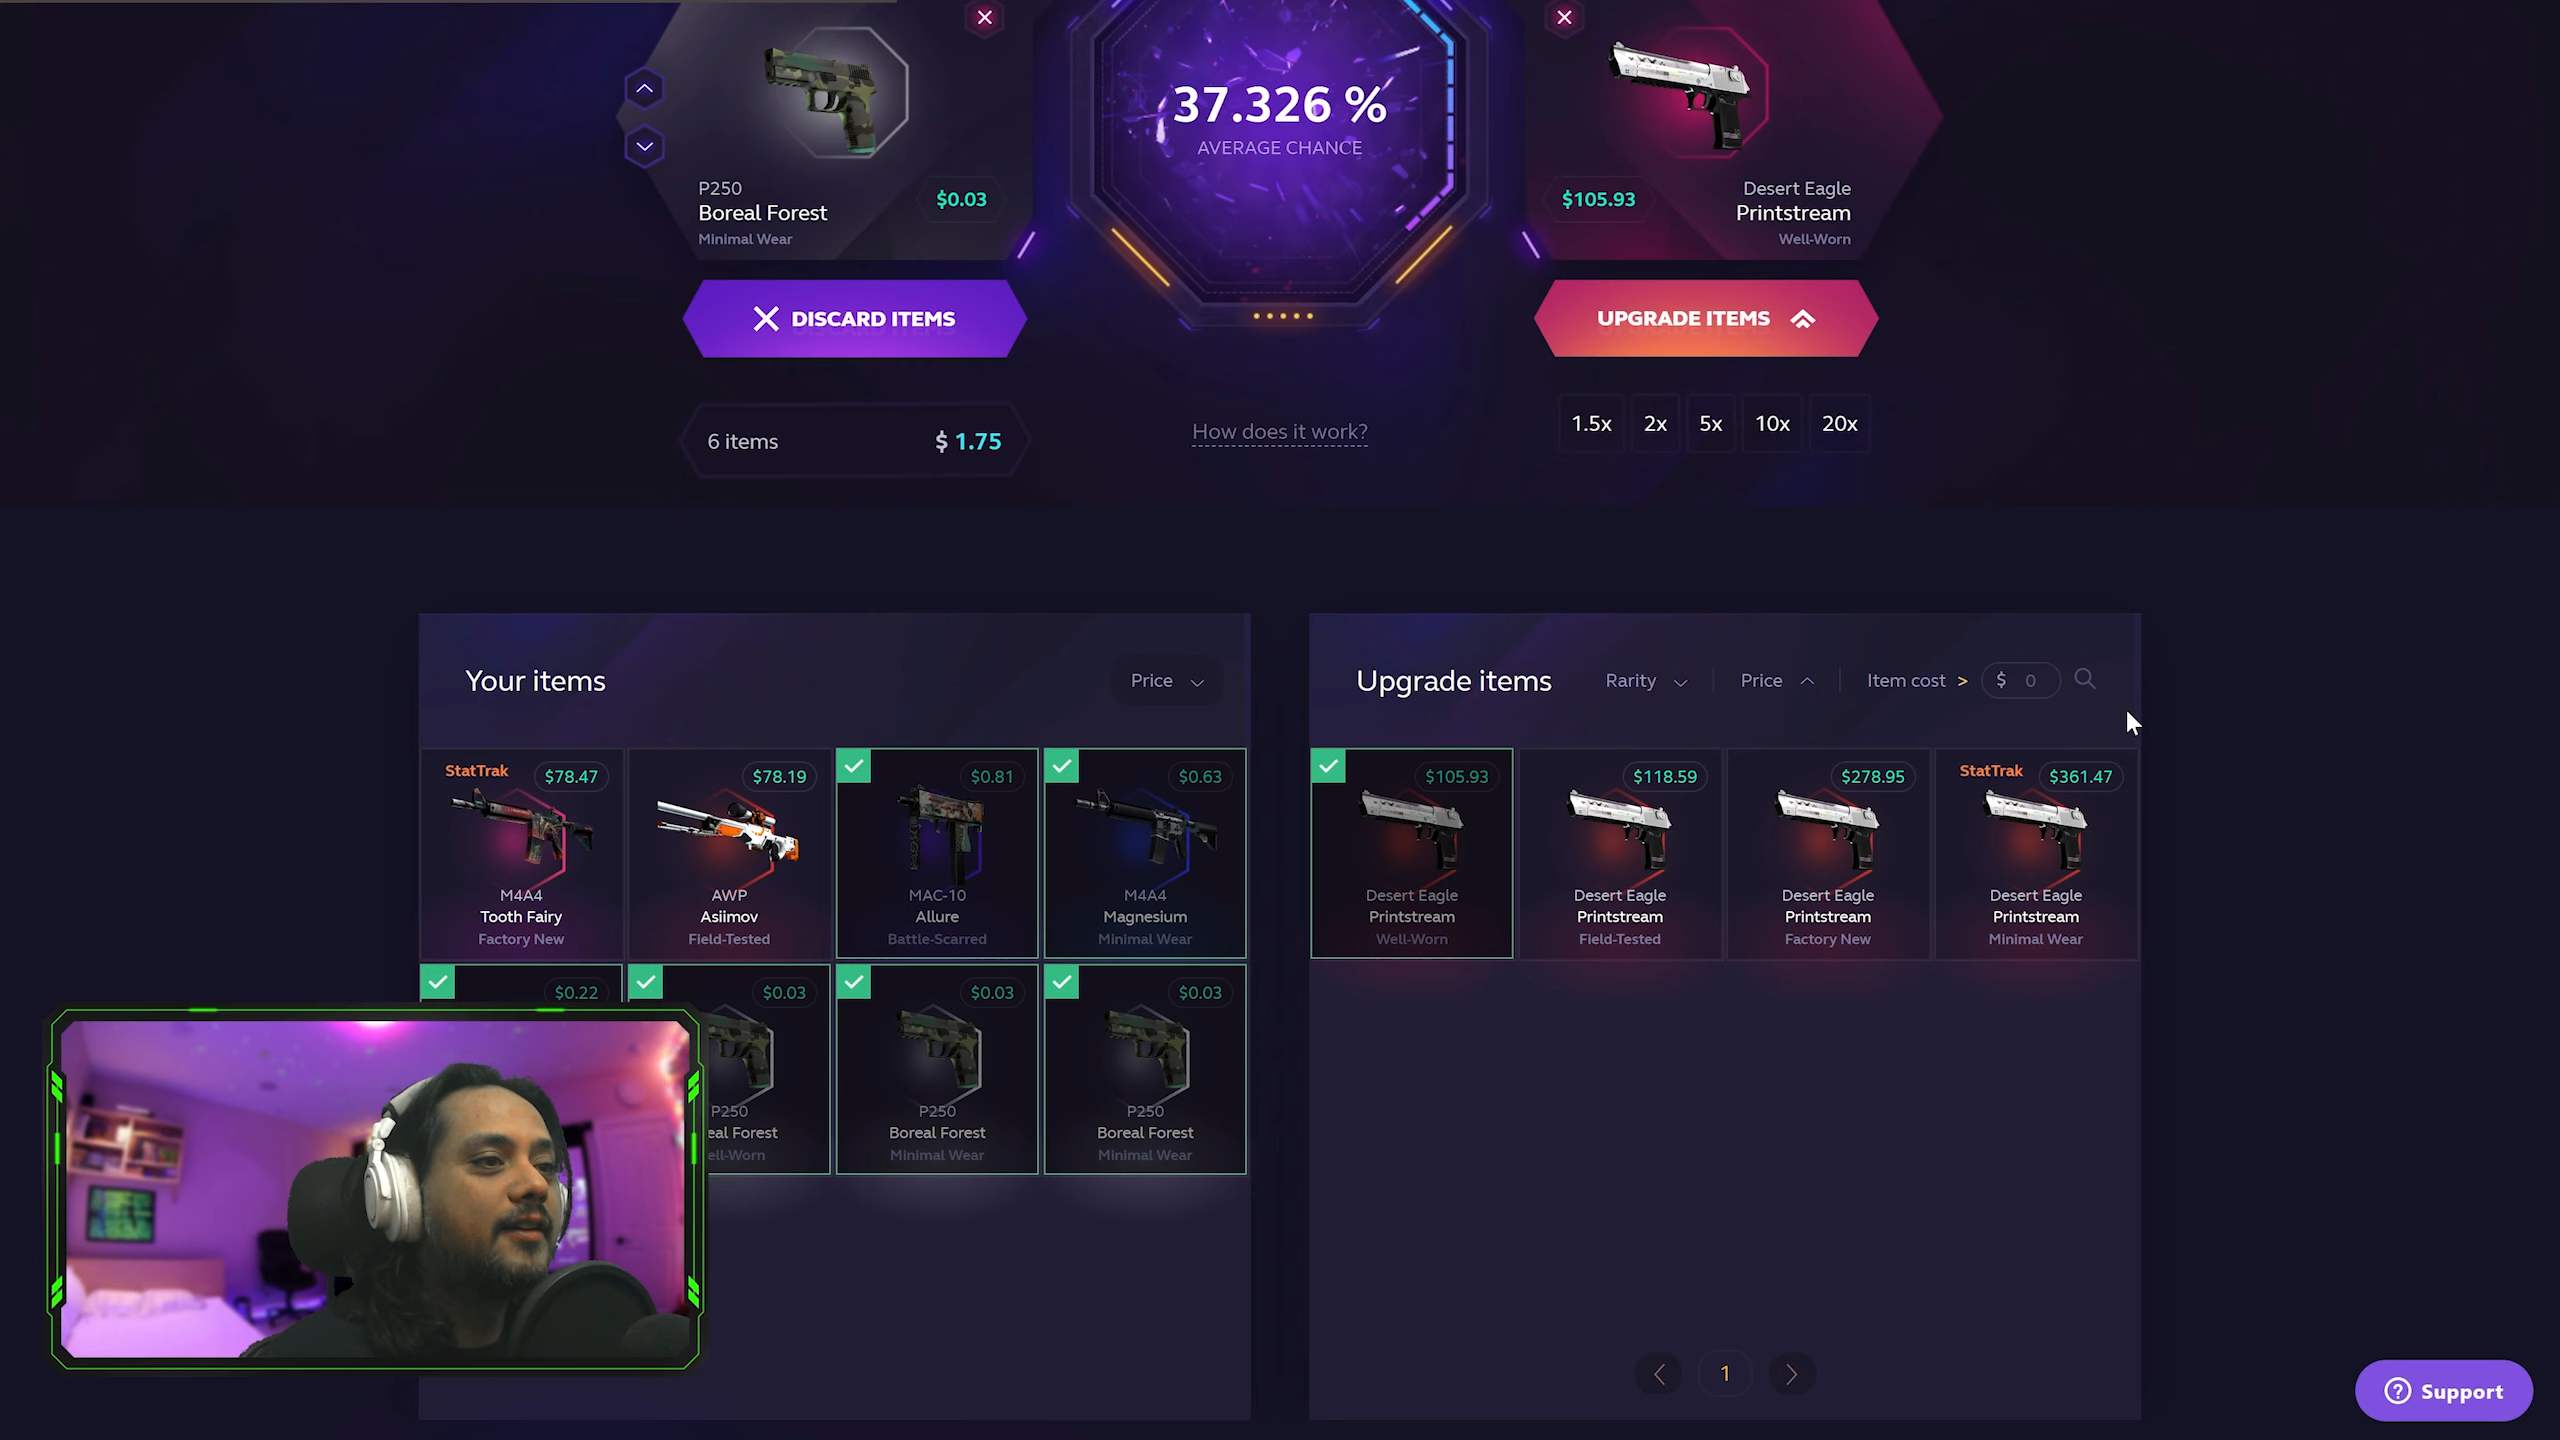 37.326 %
AVERAGE CHANCE
P250
Boreal Forest
Minimal Wear
$0.03
$105.93
Desert Eagle
Printstream
Well-Worn
DISCARD ITEMS
UPGRADE ITEMS
6 items
$ 1.75
How does it work?
1.5x 2x 5x 10x 20x
Your items
Price
StatTrak
$78.47
M4A4
Tooth Fairy
Factory New
$78.19
AWP
Asiimov
Field-Tested
$0.81
MAC-10
Allure
Battle-Scarred
$0.63
M4A4
Magnesium
Minimal Wear
$0.22
$0.03
P250
eal Forest
ell-Worn
$0.03
P250
Boreal Forest
Minimal Wear
$0.03
P250
Boreal Forest
Minimal Wear
Upgrade items
Rarity
Price
Item cost >
$ 0
$105.93
Desert Eagle
Printstream
Well-Worn
$118.59
Desert Eagle
Printstream
Field-Tested
$278.95
Desert Eagle
Printstream
Factory New
StatTrak
$361.47
Desert Eagle
Printstream
Minimal Wear
1
Support